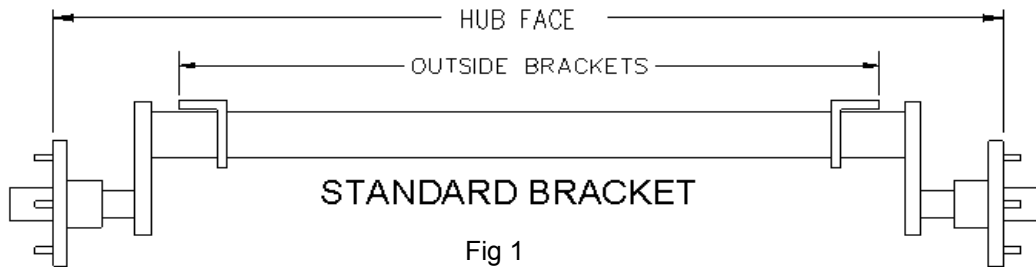 HUB FACE
OUTSIDE BRACKETS
STANDARD BRACKET
Fig 1